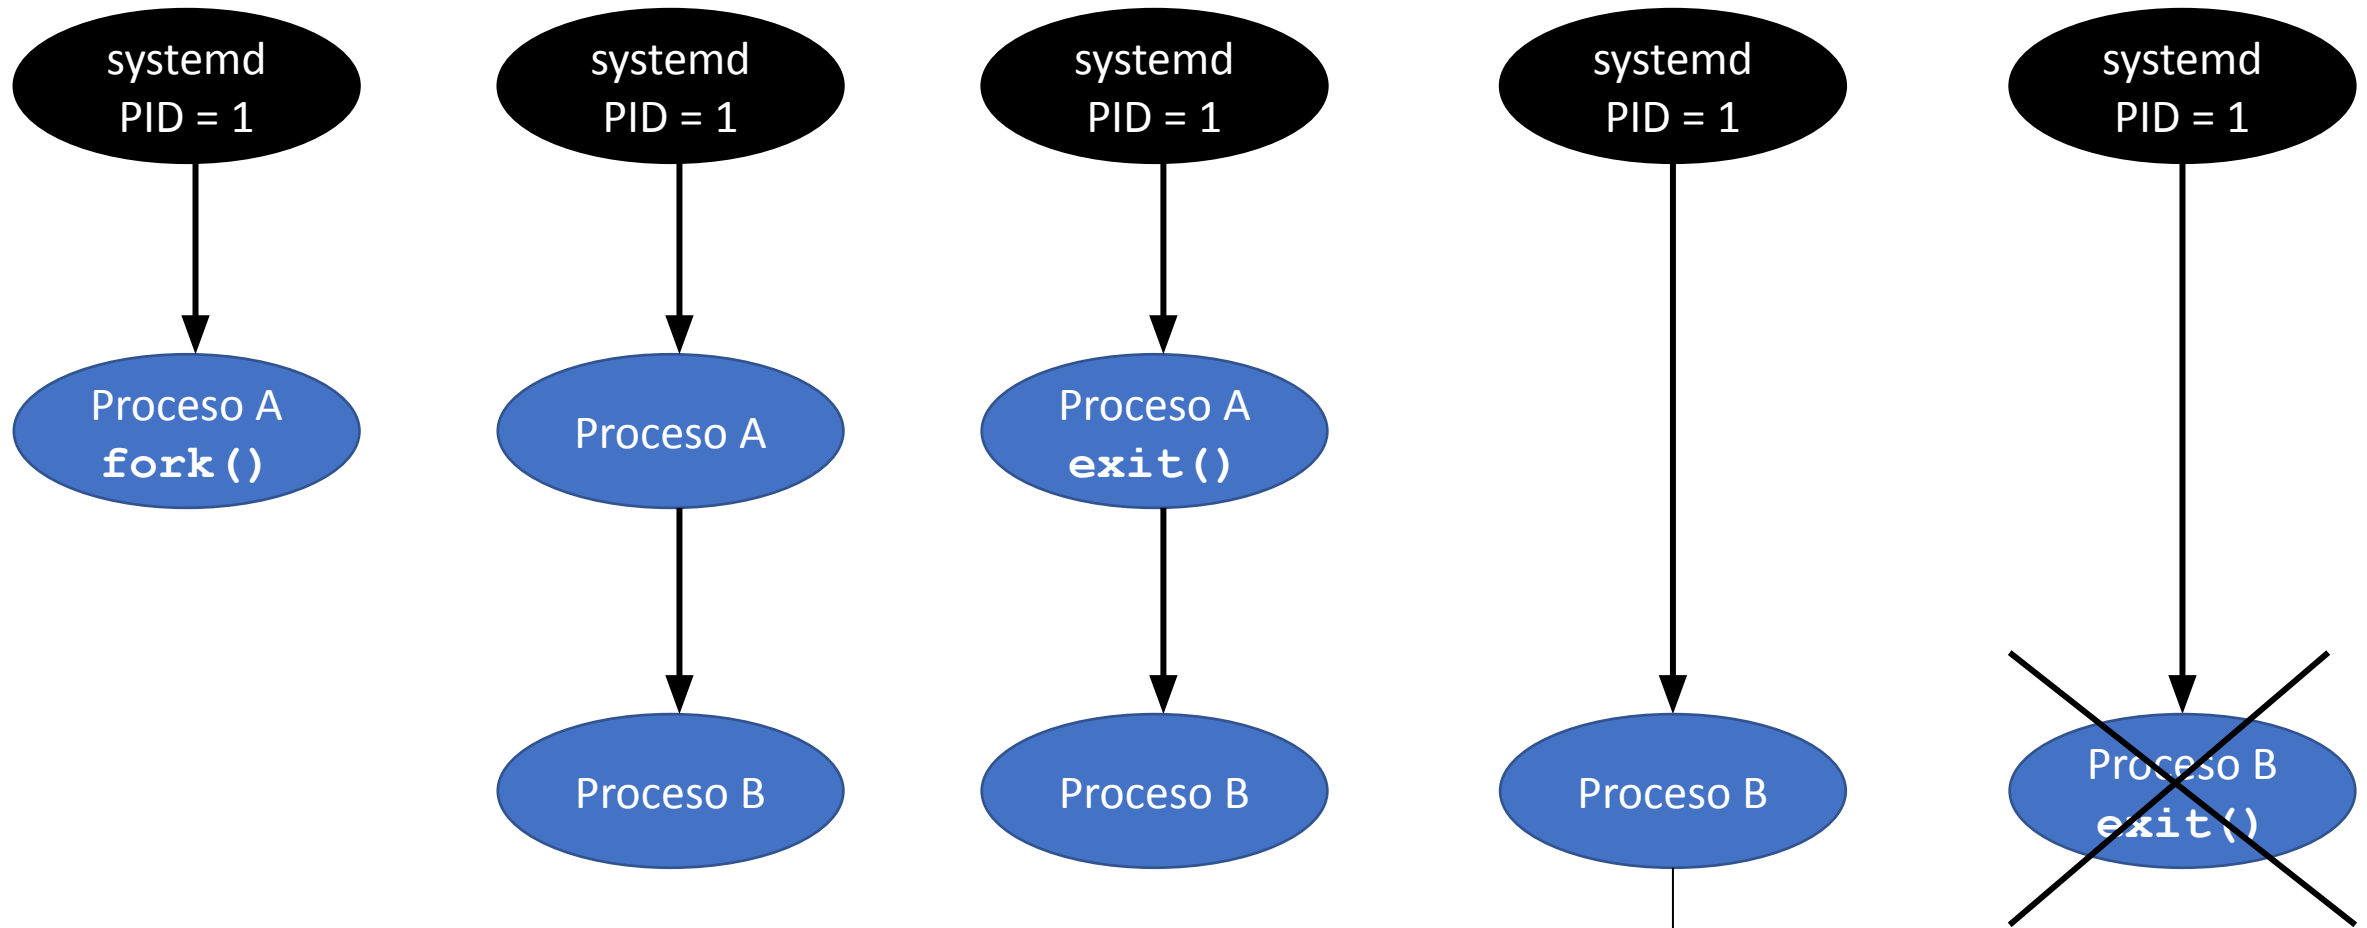 systemd
PID = 1
systemd
PID = 1
systemd
PID = 1
systemd
PID = 1
systemd
PID = 1
Proceso A
fork()
Proceso A
Proceso A
exit()
Proceso B
Proceso B
Proceso B
Proceso B
exit()